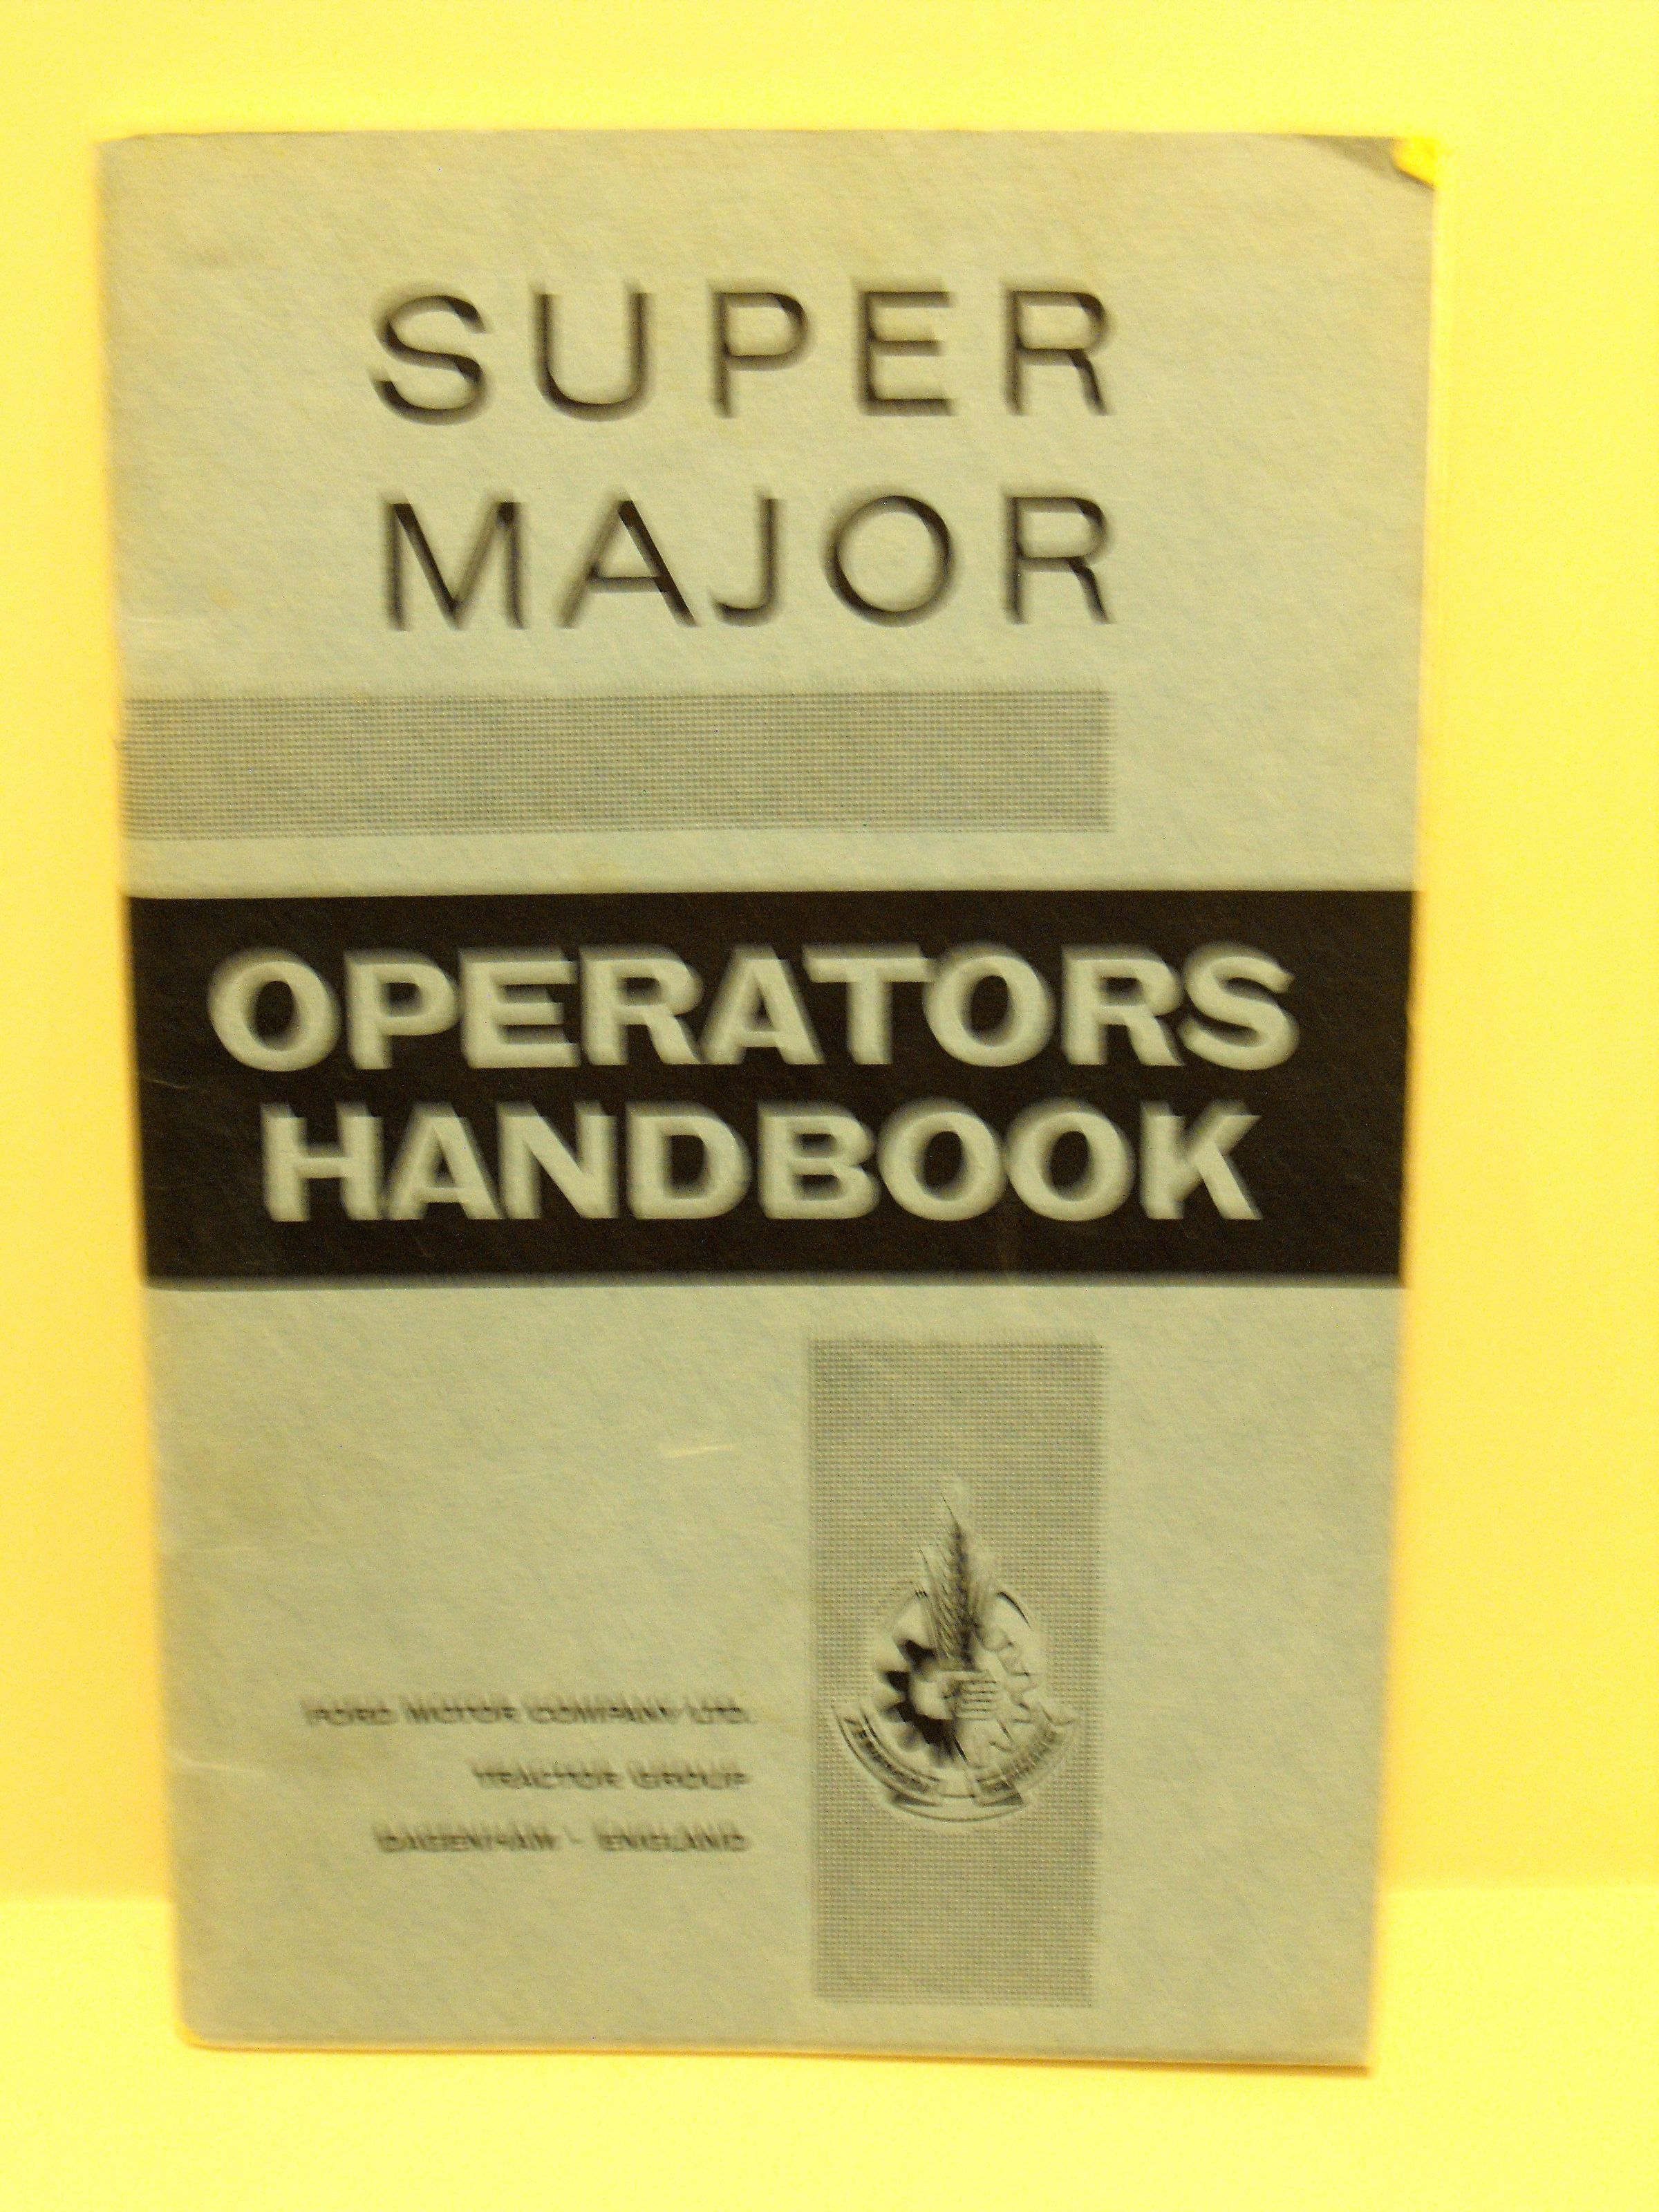 SUPER
MAJOR
OPERATORS
HANDBOOK
FORD MOTOR COMPANY LTD.
TRACTOR GROUP
DAGENHAM - ENGLAND